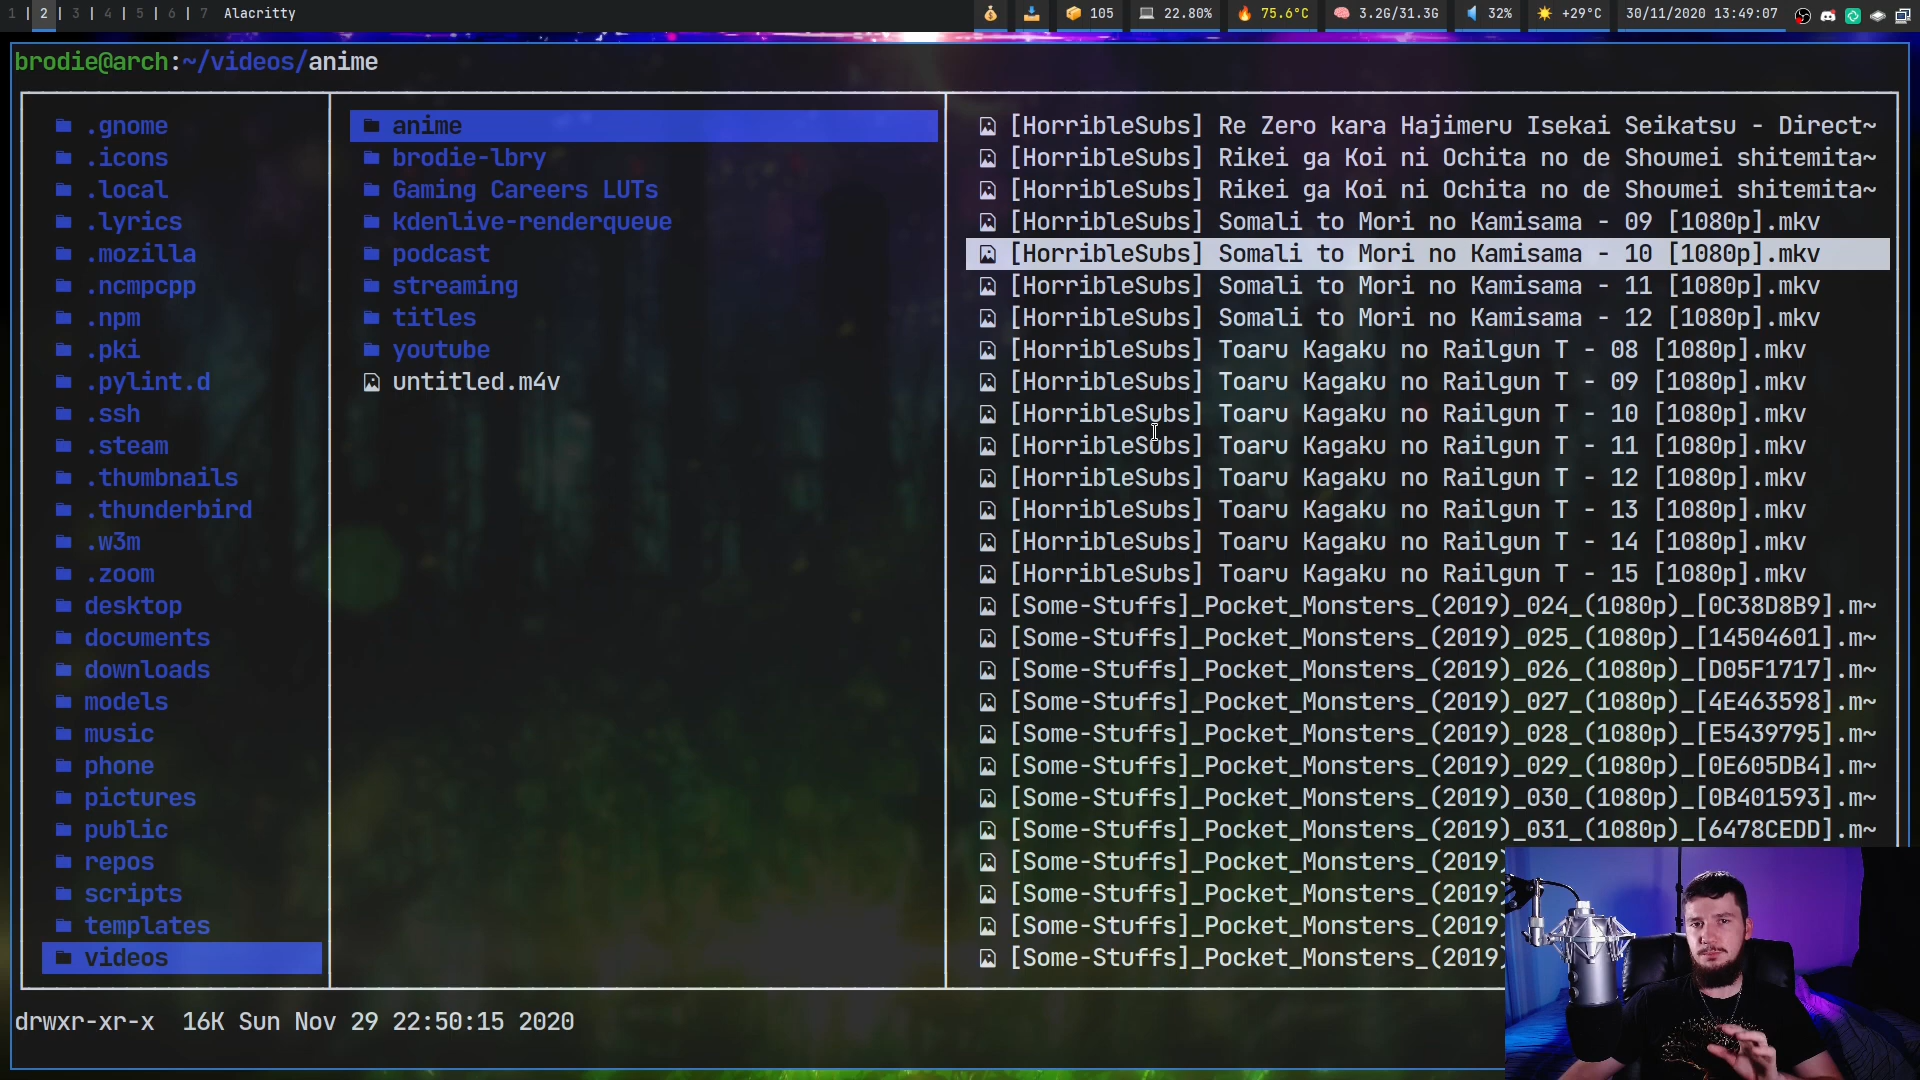 1 | 2 | 3 | 4 | 5 | 6 | 7 Alacritty
105
22.80%
75.6°C
3.2G/31.3G
32%
+29°C
30/11/2020 13:49:07
brodie@arch:~/videos/anime
.gnome
.icons
.local
.lyrics
.mozilla
.ncmpcpp
.npm
.pki
.pylint.d
.ssh
.steam
.thumbnails
.thunderbird
.w3m
.zoom
desktop
documents
downloads
models
music
phone
pictures
public
repos
scripts
templates
videos
anime
brodie-lbry
Gaming Careers LUTs
kdenlive-renderqueue
podcast
streaming
titles
youtube
untitled.m4v
[HorribleSubs] Re Zero kara Hajimeru Isekai Seikatsu - Direct~
[HorribleSubs] Rikei ga Koi ni Ochita no de Shoumei shitemita~
[HorribleSubs] Rikei ga Koi ni Ochita no de Shoumei shitemita~
[HorribleSubs] Somali to Mori no Kamisama - 09 [1080p].mkv
[HorribleSubs] Somali to Mori no Kamisama - 10 [1080p].mkv
[HorribleSubs] Somali to Mori no Kamisama - 11 [1080p].mkv
[HorribleSubs] Somali to Mori no Kamisama - 12 [1080p].mkv
[HorribleSubs] Toaru Kagaku no Railgun T - 08 [1080p].mkv
[HorribleSubs] Toaru Kagaku no Railgun T - 09 [1080p].mkv
[HorribleSubs] Toaru Kagaku no Railgun T - 10 [1080p].mkv
[HorribleSubs] Toaru Kagaku no Railgun T - 11 [1080p].mkv
[HorribleSubs] Toaru Kagaku no Railgun T - 12 [1080p].mkv
[HorribleSubs] Toaru Kagaku no Railgun T - 13 [1080p].mkv
[HorribleSubs] Toaru Kagaku no Railgun T - 14 [1080p].mkv
[HorribleSubs] Toaru Kagaku no Railgun T - 15 [1080p].mkv
[Some-Stuffs]_Pocket_Monsters_(2019)_024_(1080p)_[0C38D8B9].m~
[Some-Stuffs]_Pocket_Monsters_(2019)_025_(1080p)_[14504601].m~
[Some-Stuffs]_Pocket_Monsters_(2019)_026_(1080p)_[D05F1717].m~
[Some-Stuffs]_Pocket_Monsters_(2019)_027_(1080p)_[4E463598].m~
[Some-Stuffs]_Pocket_Monsters_(2019)_028_(1080p)_[E5439795].m~
[Some-Stuffs]_Pocket_Monsters_(2019)_029_(1080p)_[0E605DB4].m~
[Some-Stuffs]_Pocket_Monsters_(2019)_030_(1080p)_[0B401593].m~
[Some-Stuffs]_Pocket_Monsters_(2019)_031_(1080p)_[6478CEDD].m~
[Some-Stuffs]_Pocket_Monsters_(2019)
[Some-Stuffs]_Pocket_Monsters_(2019)
[Some-Stuffs]_Pocket_Monsters_(2019)
[Some-Stuffs]_Pocket_Monsters_(2019)
drwxr-xr-x 16K Sun Nov 29 22:50:15 2020